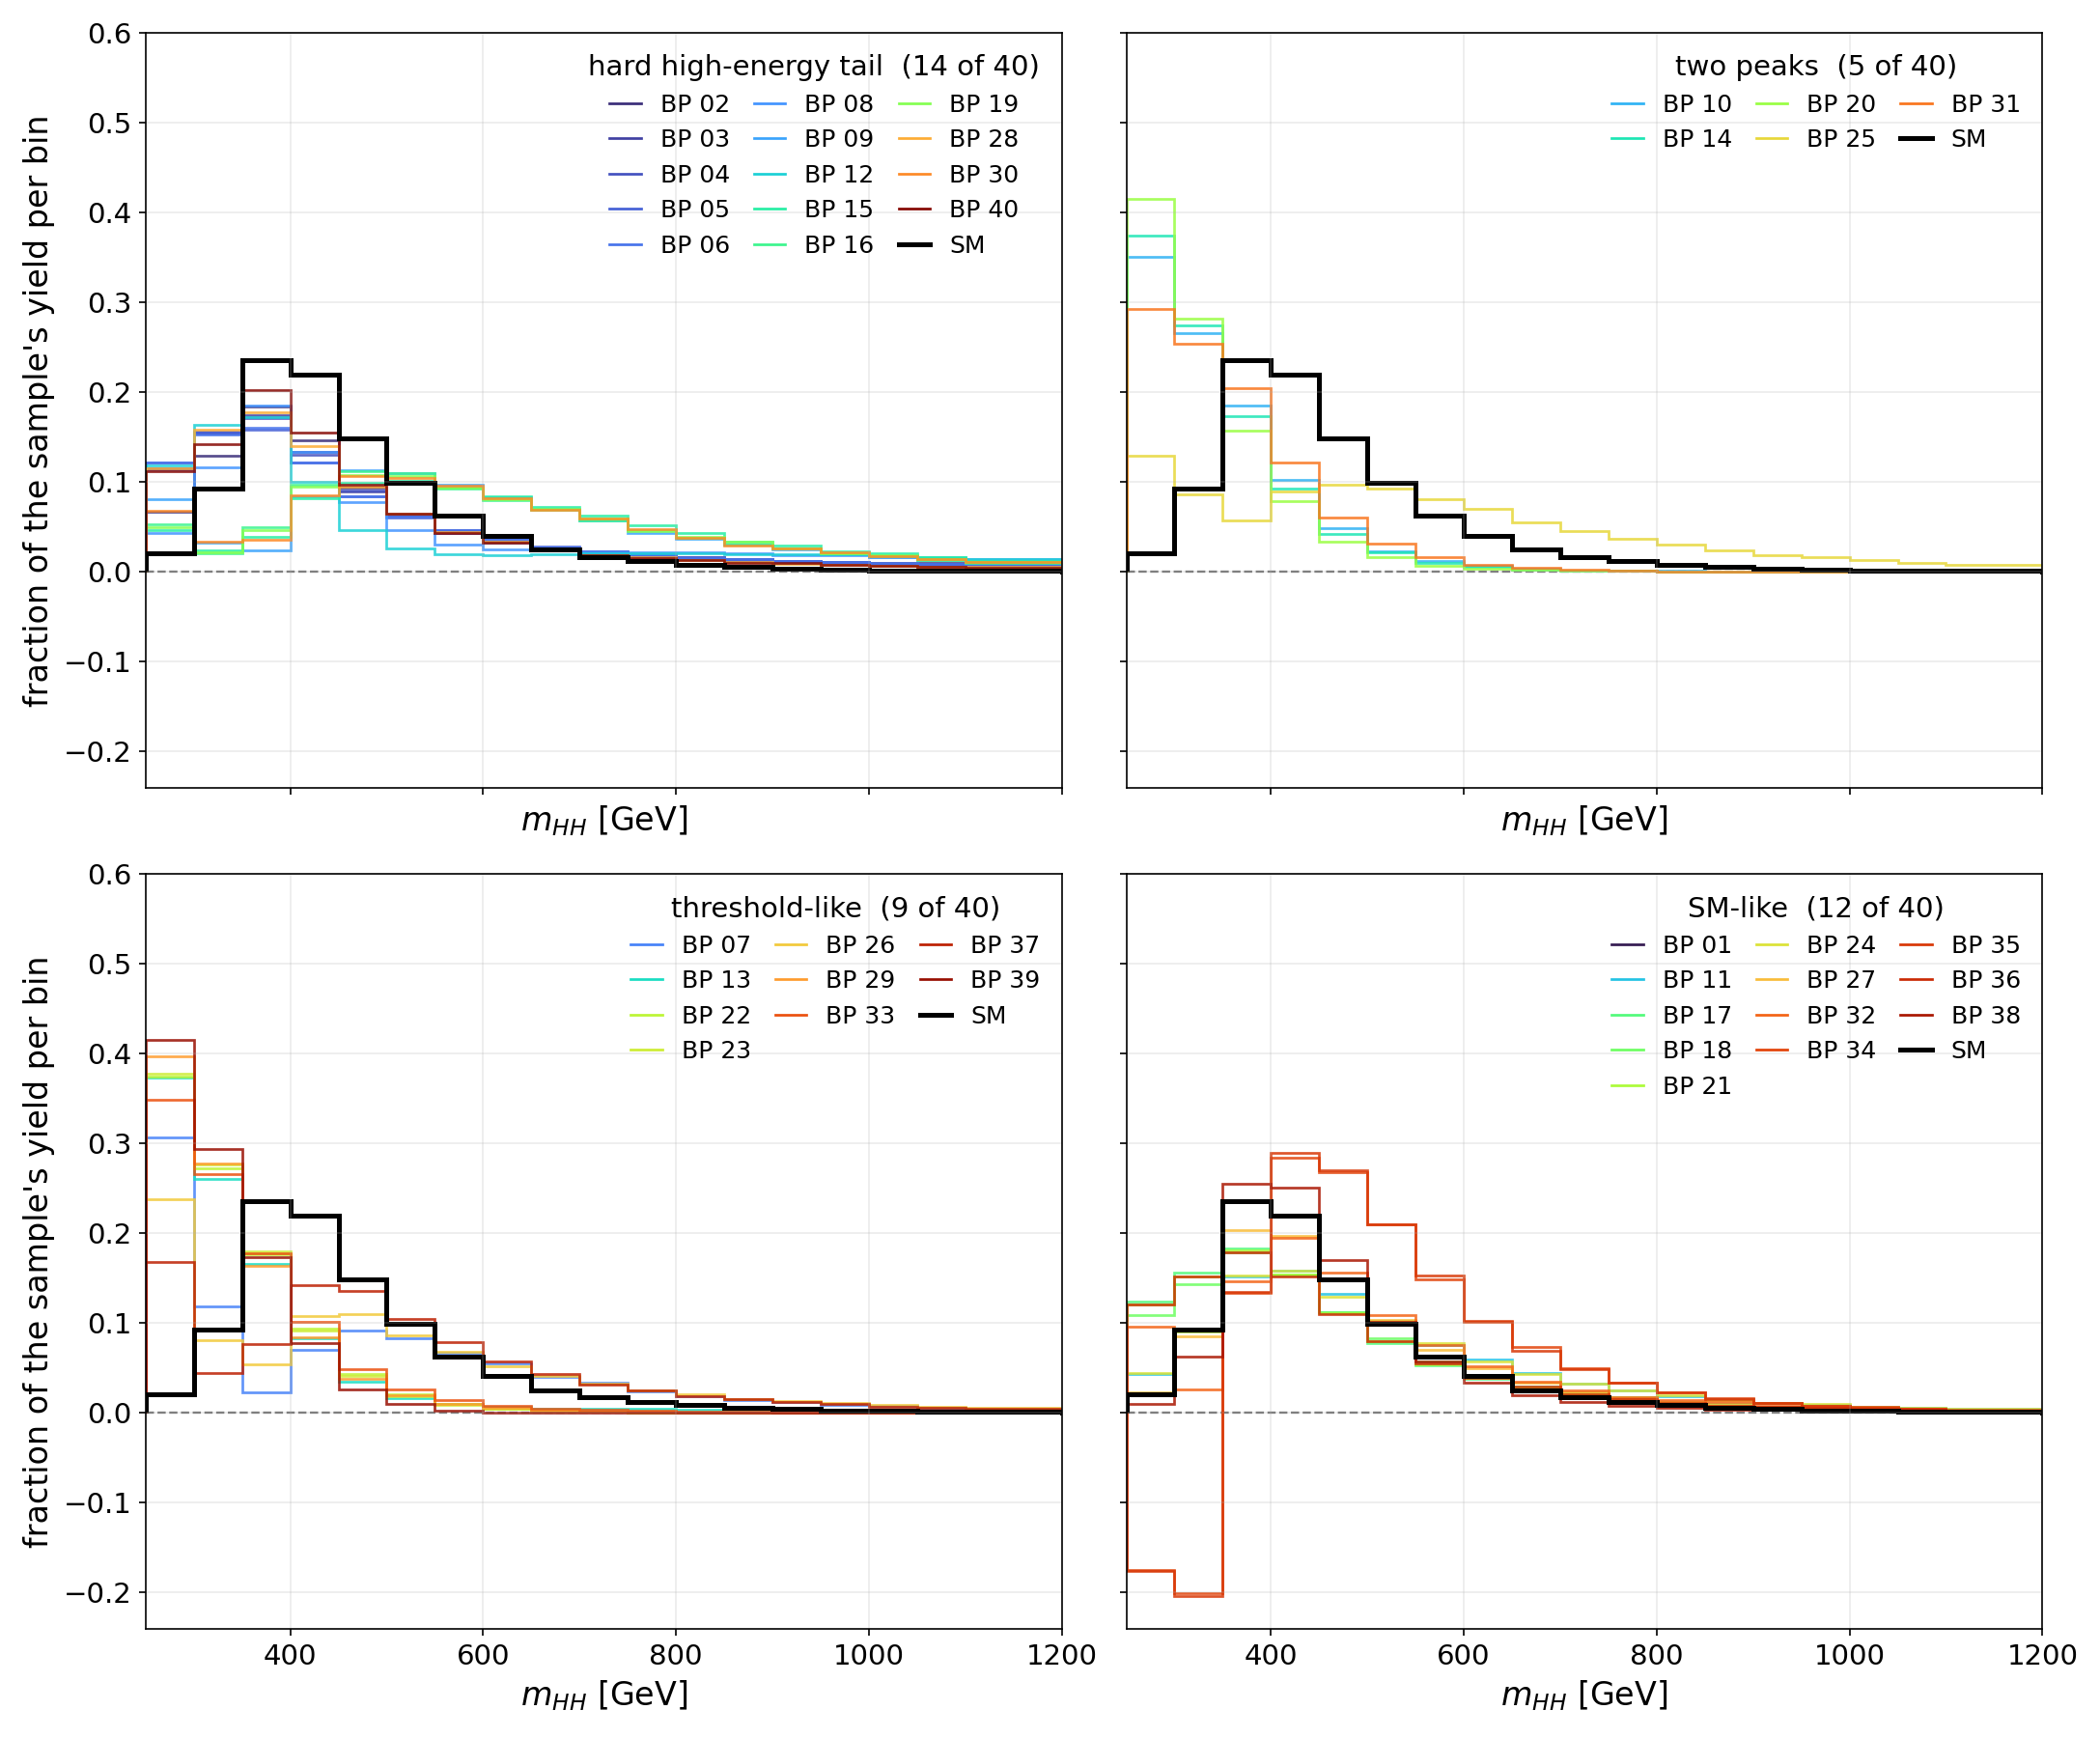 fraction of the sample's yield per bin
0.6
0.5
0.4
0.3
0.2
0.1
0.0
−0.1
−0.2
hard high-energy tail (14 of 40)
BP 02 BP 08 BP 19
BP 03 BP 09 BP 28
BP 04 BP 12 BP 30
BP 05 BP 15 BP 40
BP 06 BP 16 SM
m_HH [GeV]
two peaks (5 of 40)
BP 10 BP 20 BP 31
BP 14 BP 25 SM
m_HH [GeV]
fraction of the sample's yield per bin
0.6
0.5
0.4
0.3
0.2
0.1
0.0
−0.1
−0.2
threshold-like (9 of 40)
BP 07 BP 26 BP 37
BP 13 BP 29 BP 39
BP 22 BP 33 SM
BP 23
400 600 800 1000 1200
m_HH [GeV]
SM-like (12 of 40)
BP 01 BP 24 BP 35
BP 11 BP 27 BP 36
BP 17 BP 32 BP 38
BP 18 BP 34 SM
BP 21
400 600 800 1000 1200
m_HH [GeV]